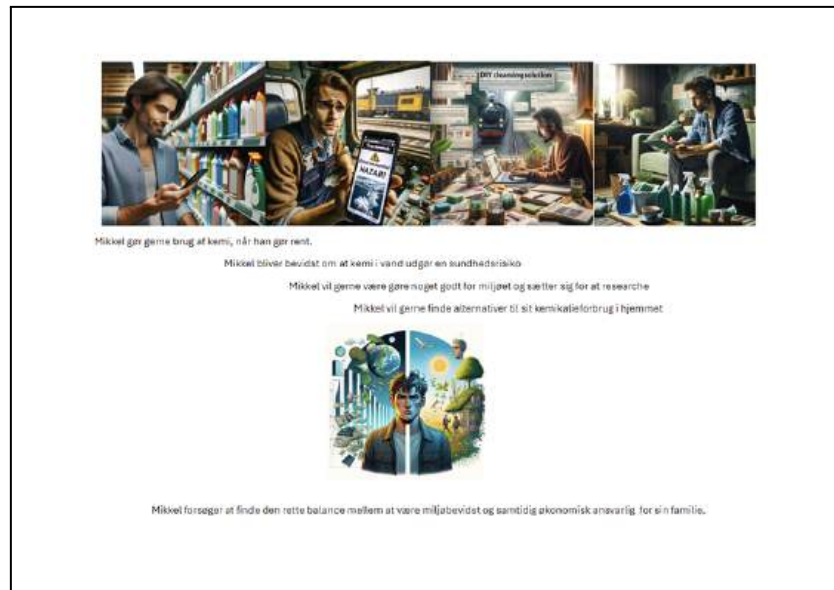 DIY cleansing solution
HAZARD!
Mikkel gør gerne brug af kemi, når han gør rent.
Mikkel bliver bevidst om at kemi i vand udgør en sundhedsrisiko
Mikkel vil gerne være gøre noget godt for miljøet og sætter sig for at researche
Mikkel vil gerne finde alternativer til sit kemikalieforbrug i hjemmet
Mikkel forsøger at finde den rette balance mellem at være miljøbevidst og samtidig økonomisk ansvarlig for sin familie.